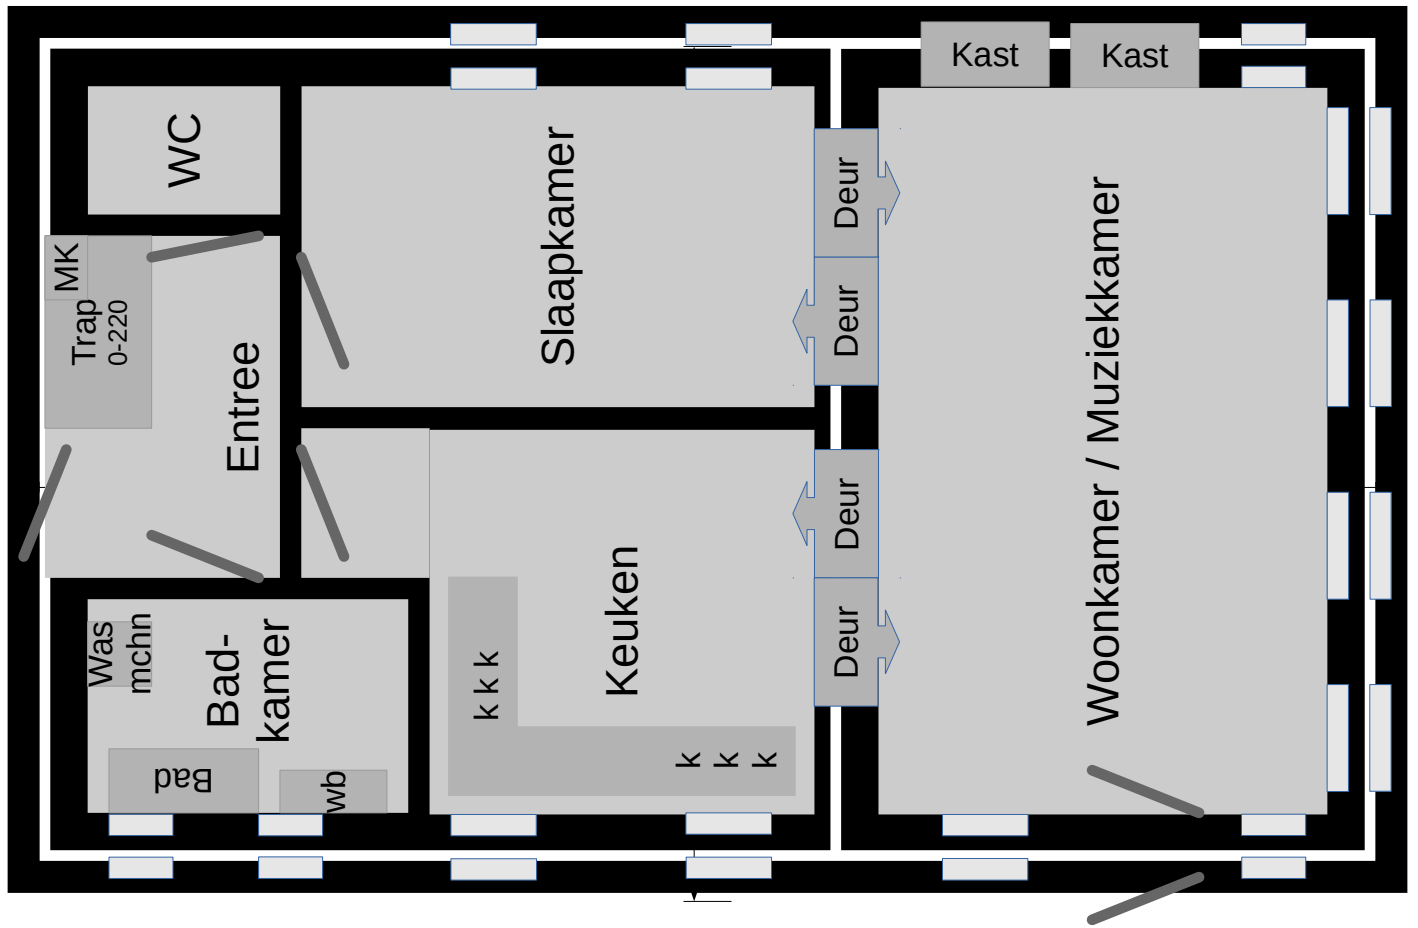 Kast
Kast
WC
Slaapkamer
Deur
Deur
Woonkamer / Muziekkamer
MK
Trap
0-220
Entree
Deur
Deur
Keuken
k k k
k
k
k
Was
mchn
Bad-
kamer
Bad
wb